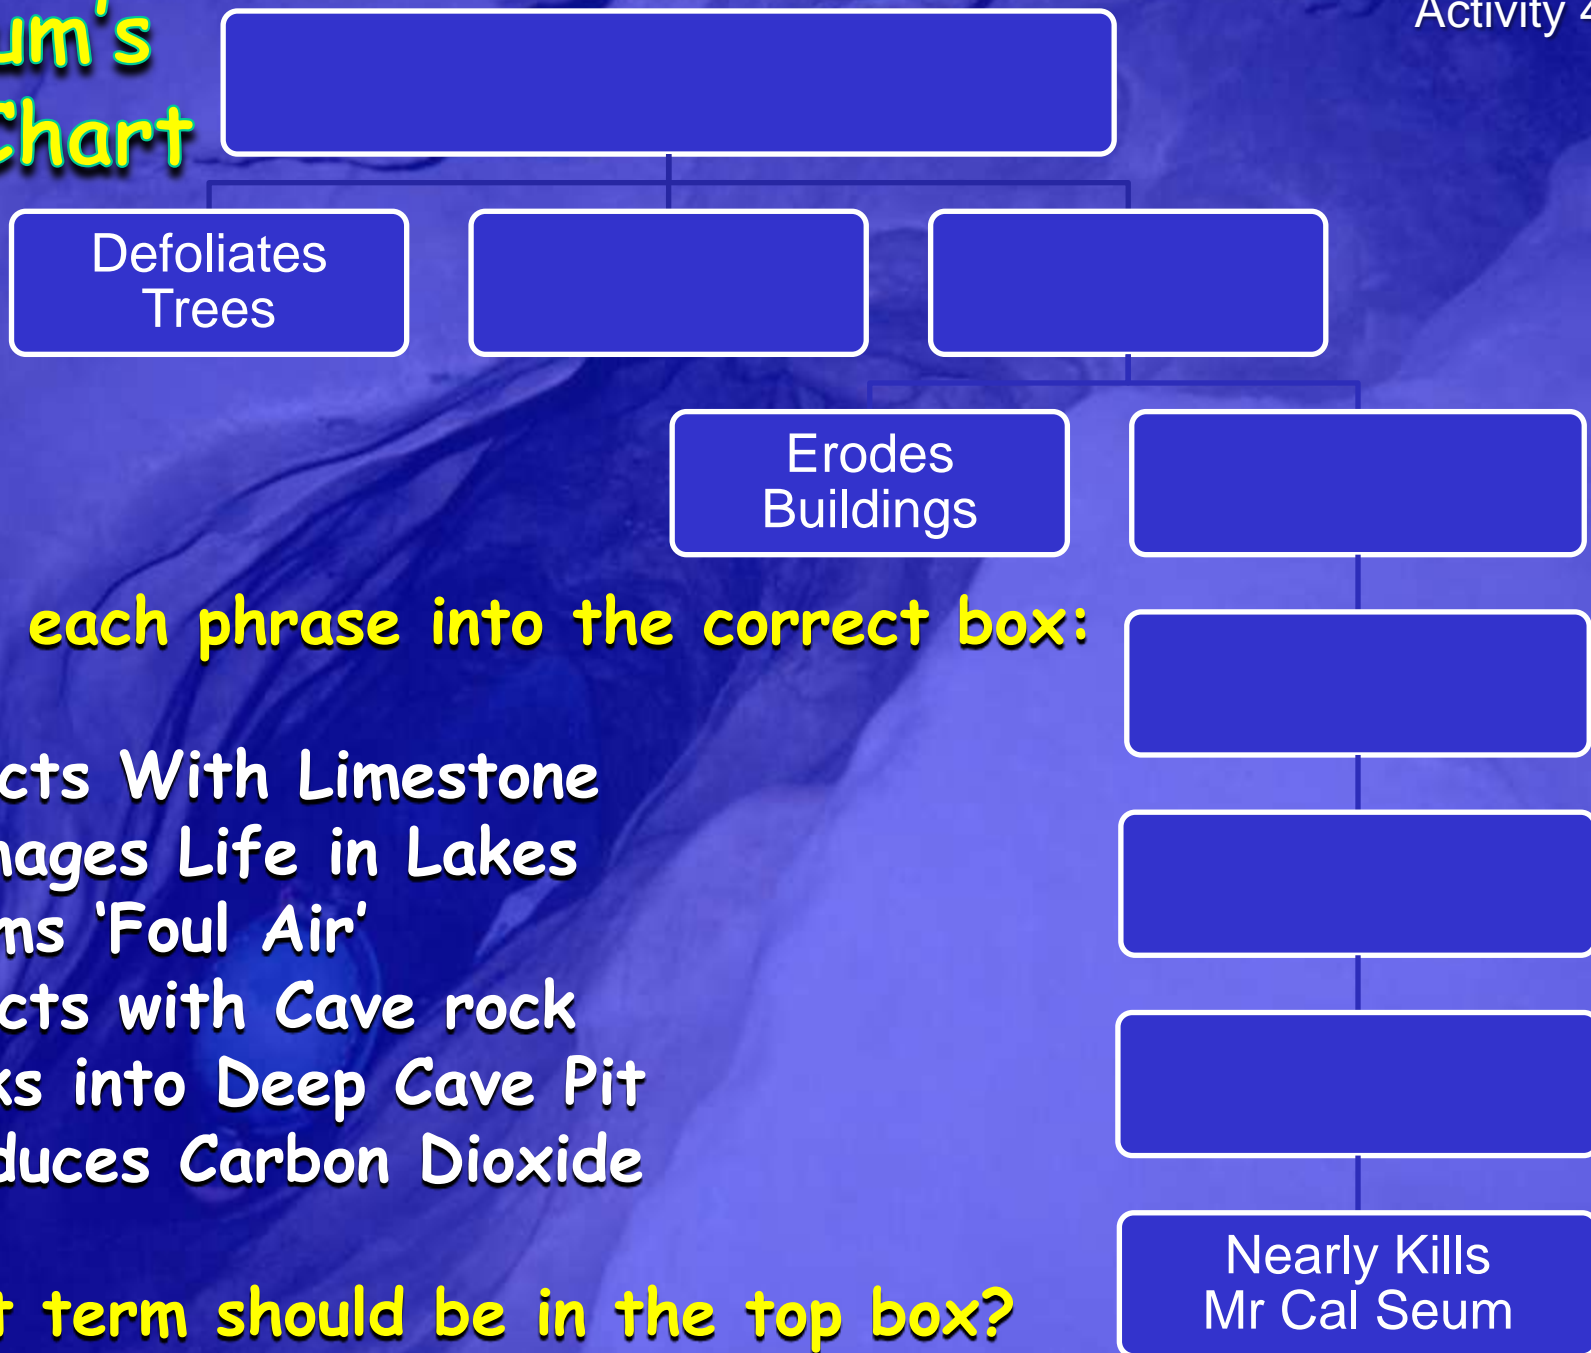 um's
Chart
Activity 4
Defoliates
Trees
Erodes
Buildings
each phrase into the correct box:
cts With Limestone
ages Life in Lakes
ms ‘Foul Air’
cts with Cave rock
ks into Deep Cave Pit
duces Carbon Dioxide
t term should be in the top box?
Nearly Kills
Mr Cal Seum